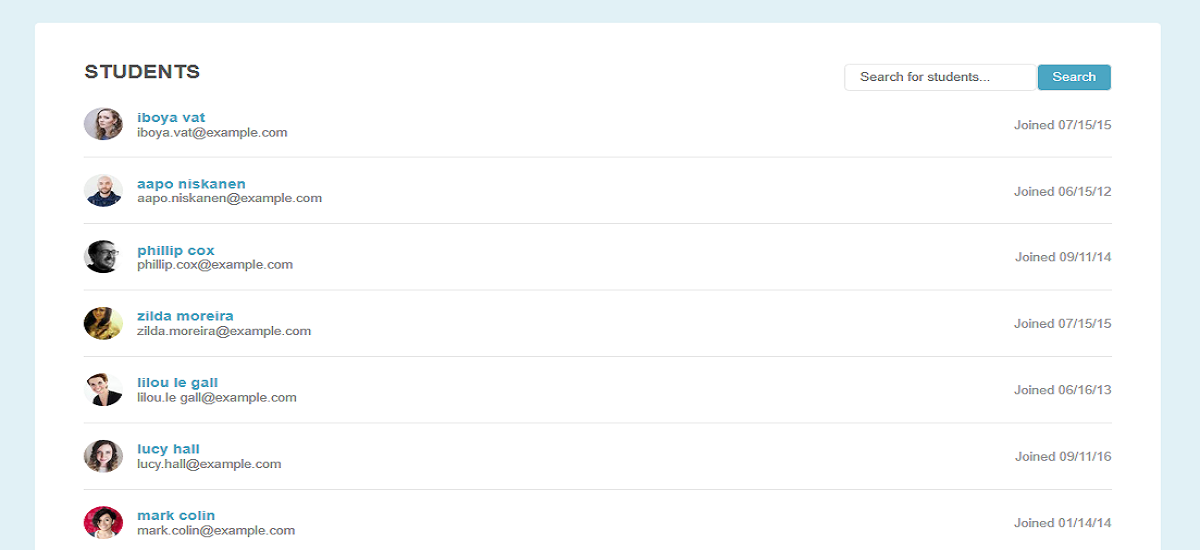 STUDENTS
Search for students...
Search
iboya vat
iboya.vat@example.com
Joined 07/15/15
aapo niskanen
aapo.niskanen@example.com
Joined 06/15/12
phillip cox
phillip.cox@example.com
Joined 09/11/14
zilda moreira
zilda.moreira@example.com
Joined 07/15/15
lilou le gall
lilou.le gall@example.com
Joined 06/16/13
lucy hall
lucy.hall@example.com
Joined 09/11/16
mark colin
mark.colin@example.com
Joined 01/14/14